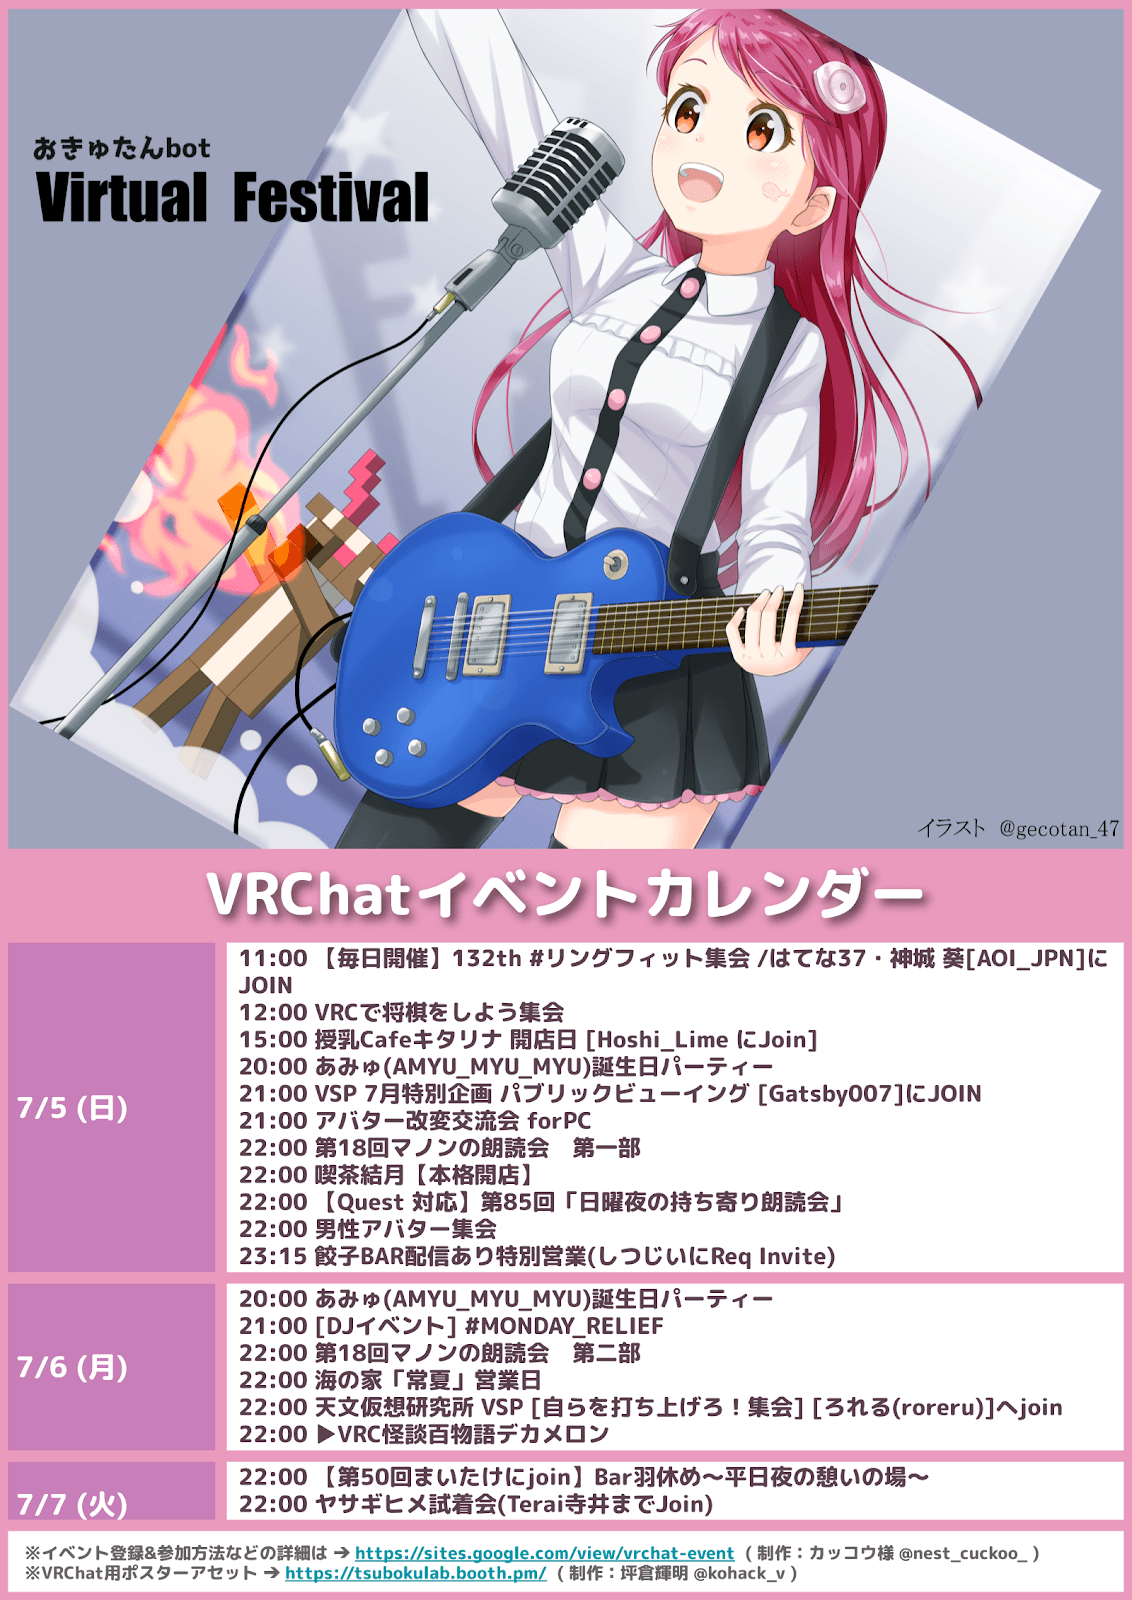 おきゅたんbot
Virtual Festival
イラスト @gecotan_47
VRChatイベントカレンダー
7/5 (日)
11:00 【毎日開催】132th #リングフィット集会 /はてな37・神城 葵[AOI_JPN]に
JOIN
12:00 VRCで将棋をしよう集会
15:00 授乳Cafeキタリナ 開店日 [Hoshi_Lime にJoin]
20:00 あみゅ(AMYU_MYU_MYU)誕生日パーティー
21:00 VSP 7月特別企画 パブリックビューイング [Gatsby007]にJOIN
21:00 アバター改変交流会 forPC
22:00 第18回マノンの朗読会　第一部
22:00 喫茶結月【本格開店】
22:00 【Quest 対応】第85回「日曜夜の持ち寄り朗読会」
22:00 男性アバター集会
23:15 餃子BAR配信あり特別営業(しつじいにReq Invite)
7/6 (月)
20:00 あみゅ(AMYU_MYU_MYU)誕生日パーティー
21:00 [DJイベント] #MONDAY_RELIEF
22:00 第18回マノンの朗読会　第二部
22:00 海の家「常夏」営業日
22:00 天文仮想研究所 VSP [自らを打ち上げろ！集会] [ろれる(roreru)]へjoin
22:00 ▶VRC怪談百物語デカメロン
7/7 (火)
22:00 【第50回まいたけにjoin】Bar羽休め～平日夜の憩いの場～
22:00 ヤサギヒメ試着会(Terai寺井までJoin)
※イベント登録&参加方法などの詳細は → https://sites.google.com/view/vrchat-event ( 制作：カッコウ様 @nest_cuckoo_ )
※VRChat用ポスターアセット → https://tsubokulab.booth.pm/ ( 制作：坪倉輝明 @kohack_v )